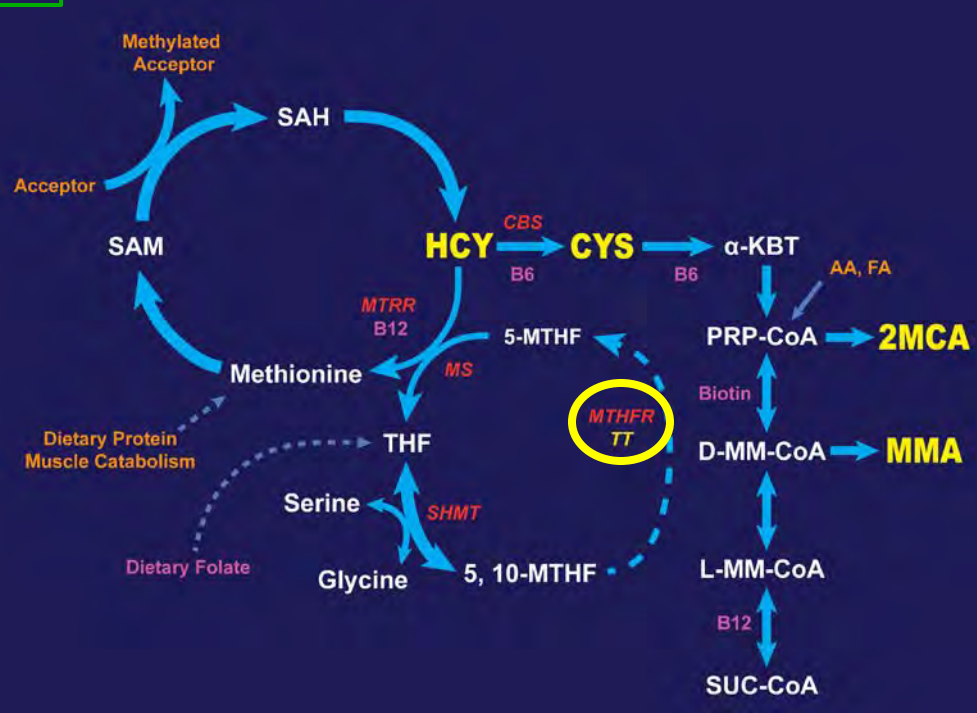 Methylated
Acceptor
SAH
Acceptor
SAM
HCY
CBS
B6
CYS
B6
α-KBT
AA, FA
MTRR
B12
5-MTHF
PRP-CoA
2MCA
Methionine
MS
MTHFR
TT
Biotin
Dietary Protein
Muscle Catabolism
THF
D-MM-CoA
MMA
Serine
SHMT
Dietary Folate
Glycine
5, 10-MTHF
L-MM-CoA
B12
SUC-CoA